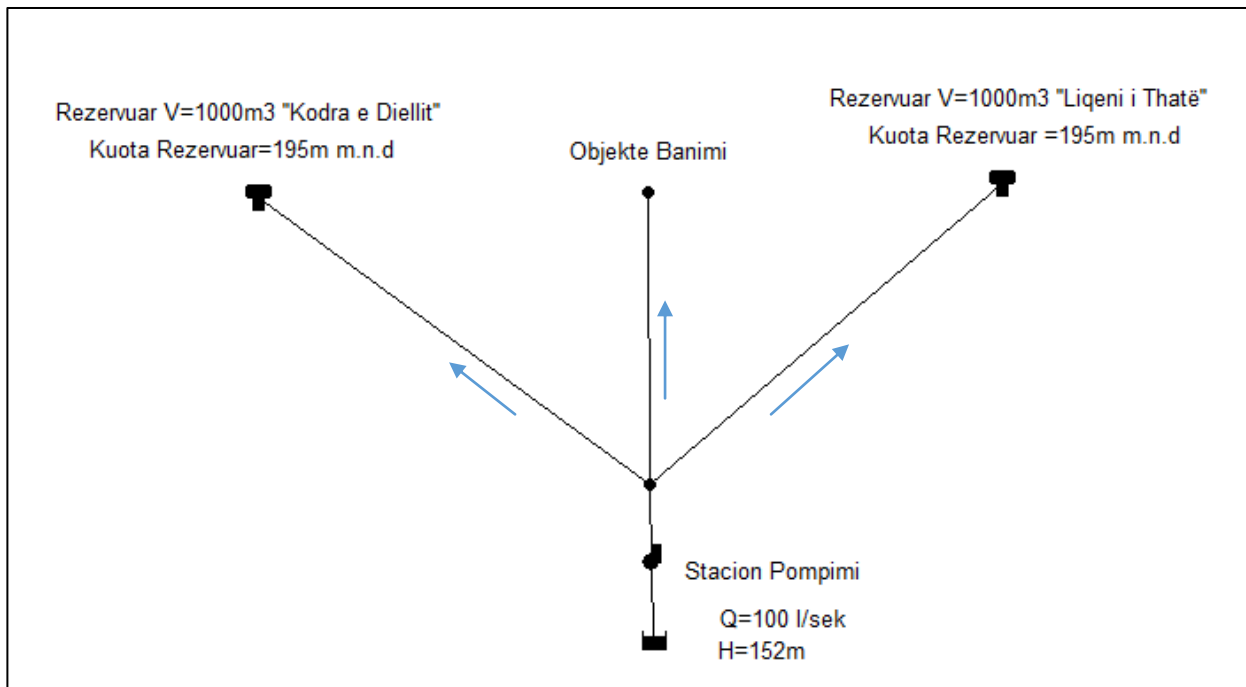 Rezervuar V=1000m3 "Kodra e Diellit"
Kuota Rezervuar=195m m.n.d
Objekte Banimi
Rezervuar V=1000m3 "Liqeni i Thatë"
Kuota Rezervuar =195m m.n.d
Stacion Pompimi
Q=100 l/sek
H=152m